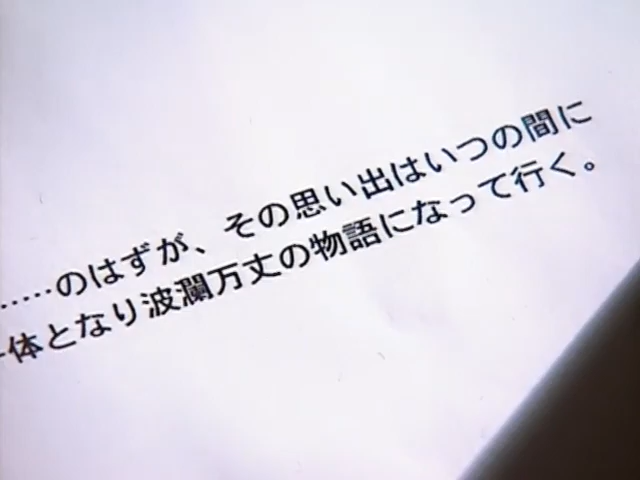 ……のはずが、その思い出はいつの間に
体となり波瀾万丈の物語になって行く。